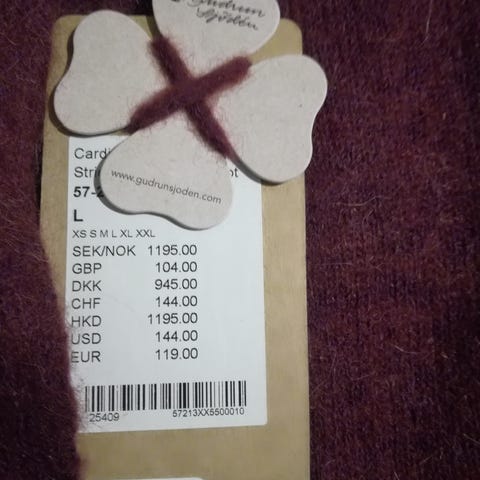 Gudrun
Sjödén
www.gudrunsjoden.com
Cardi
Stri
57-2
L
XS S M L XL XXL
SEK/NOK 1195.00
GBP 104.00
DKK 945.00
CHF 144.00
HKD 1195.00
USD 144.00
EUR 119.00
25409
57213XX5500010